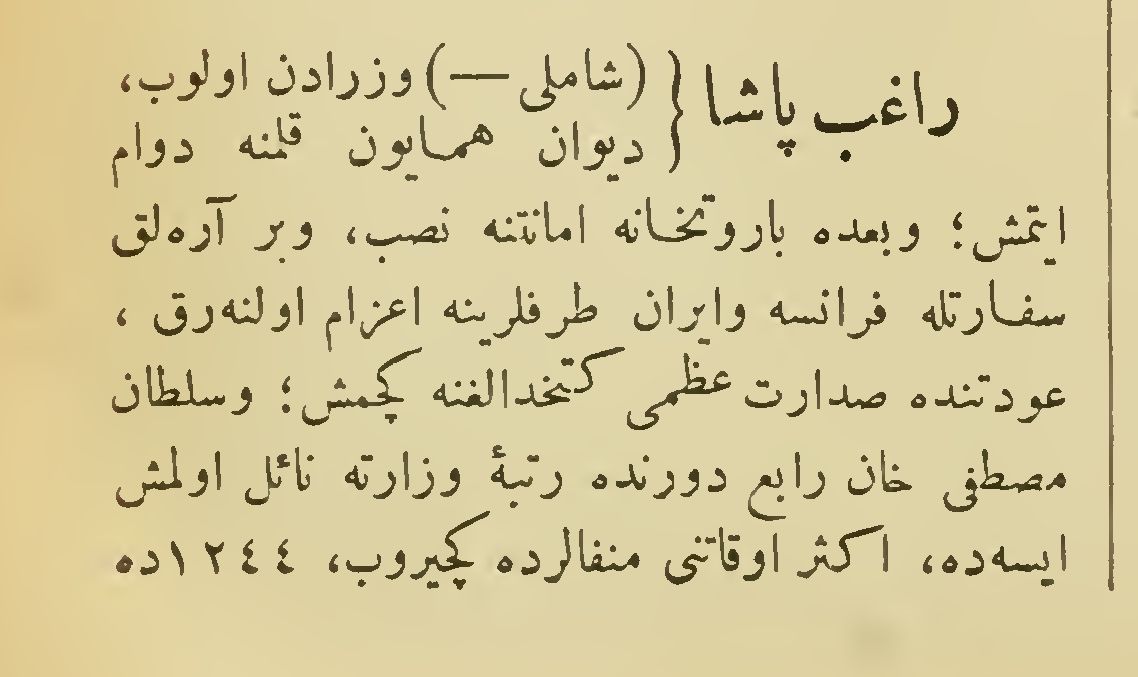 راغب پاشا { (شاملی —) وزرادن اولوب،
دیوان همایون قلمنه دوام
ایتمش؛ وبعده باروتخانه امانتنه نصب، وبر آره‌لق
سفارتله فرانسه وایران طرفلرینه اعزام اولنه‌رق ،
عودتنده صدارت عظمی کتخدالغنه کچمش؛ وسلطان
مصطفی خان رابع دورنده رتبهٔ وزارته نائل اولمش
ایسه‌ده، اکثر اوقاتنی منفالرده کچیروب، ١٢٤٤ده